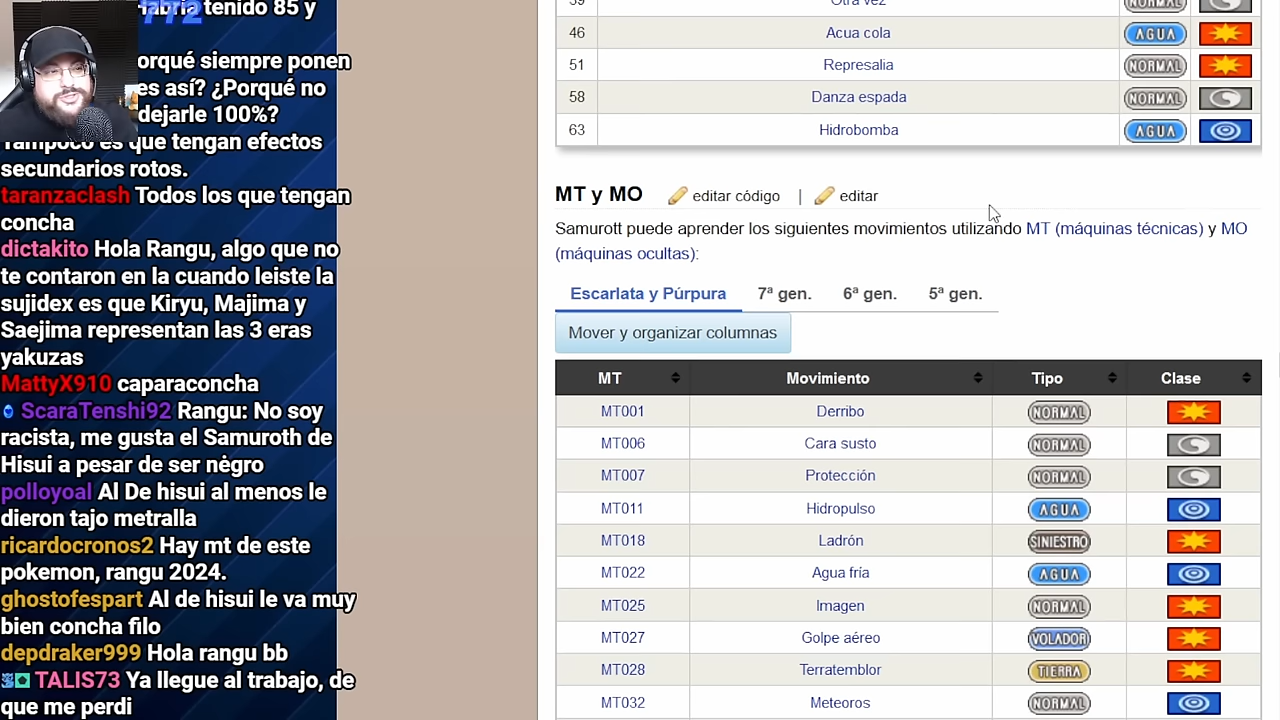 Habría tenido 85 y
772
orqué siempre ponen
es así? ¿Porqué no
dejarle 100%?
Tampoco es que tengan efectos
secundarios rotos.
taranzaclash Todos los que tengan
concha
dictakito Hola Rangu, algo que no
te contaron en la cuando leiste la
sujidex es que Kiryu, Majima y
Saejima representan las 3 eras
yakuzas
MattyX910 caparaconcha
ScaraTenshi92 Rangu: No soy
racista, me gusta el Samuroth de
Hisui a pesar de ser nėgro
polloyoal Al De hisui al menos le
dieron tajo metralla
ricardocronos2 Hay mt de este
pokemon, rangu 2024.
ghostofespart Al de hisui le va muy
bien concha filo
depdraker999 Hola rangu bb
TALIS73 Ya llegue al trabajo, de
que me perdi
39 Otra vez NORMAL
46 Acua cola AGUA
51 Represalia NORMAL
58 Danza espada NORMAL
63 Hidrobomba AGUA
MT y MO editar código | editar
Samurott puede aprender los siguientes movimientos utilizando MT (máquinas técnicas) y MO
(máquinas ocultas):
Escarlata y Púrpura 7ª gen. 6ª gen. 5ª gen.
Mover y organizar columnas
MT Movimiento Tipo Clase
MT001 Derribo NORMAL
MT006 Cara susto NORMAL
MT007 Protección NORMAL
MT011 Hidropulso AGUA
MT018 Ladrón SINIESTRO
MT022 Agua fría AGUA
MT025 Imagen NORMAL
MT027 Golpe aéreo VOLADOR
MT028 Terratemblor TIERRA
MT032 Meteoros NORMAL